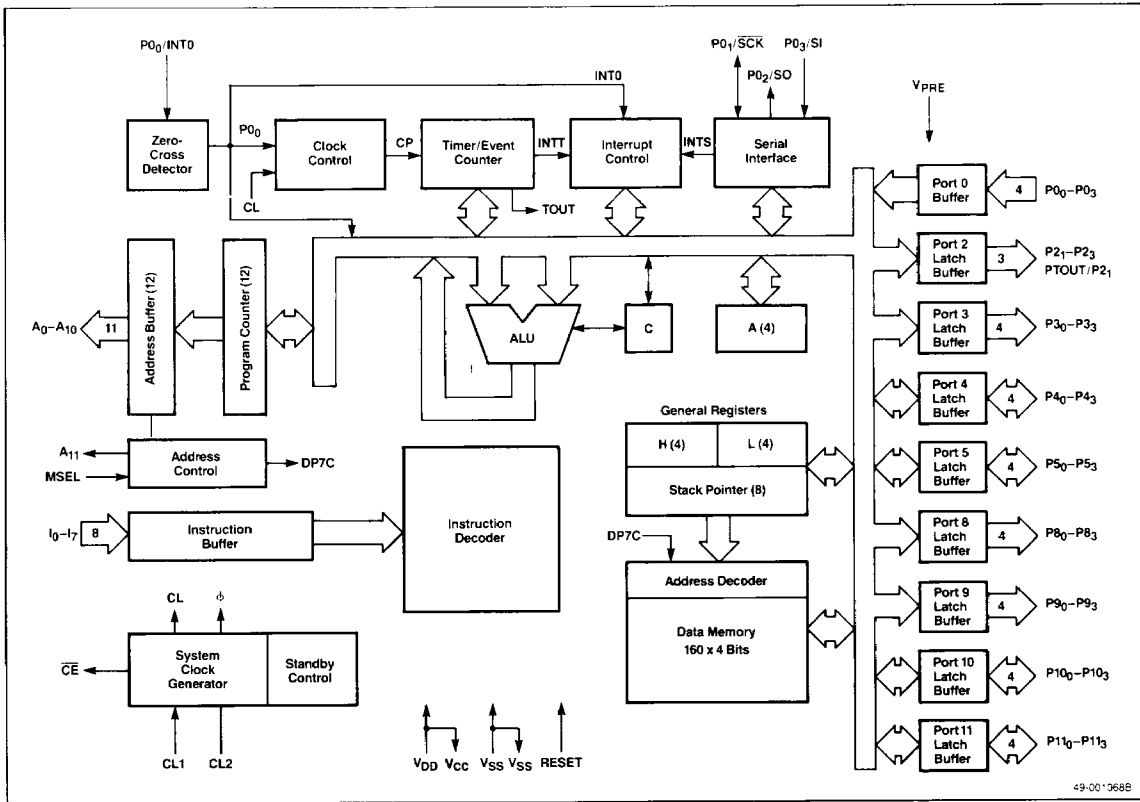 P0₀/INT0
P0₁/SCK
P0₃/SI
P0₂/SO
INT0
VPRE
Zero-
Cross
Detector
P0₀
Clock
Control
CL
CP
Timer/Event
Counter
INTT
Interrupt
Control
INTS
Serial
Interface
TOUT
Port 0
Buffer
4
P0₀–P0₃
Port 2
Latch
Buffer
3
P2₁–P2₃
PTOUT/P2₁
A₀–A₁₀
11
Address Buffer (12)
Program Counter (12)
ALU
C
A (4)
Port 3
Latch
Buffer
4
P3₀–P3₃
Port 4
Latch
Buffer
4
P4₀–P4₃
General Registers
H (4)
L (4)
Stack Pointer (8)
A₁₁
MSEL
Address
Control
DP7C
Port 5
Latch
Buffer
4
P5₀–P5₃
I₀–I₇
8
Instruction
Buffer
Instruction
Decoder
DP7C
Address Decoder
Data Memory
160 x 4 Bits
Port 8
Latch
Buffer
4
P8₀–P8₃
Port 9
Latch
Buffer
4
P9₀–P9₃
CL
ϕ
CE
System
Clock
Generator
Standby
Control
CL1
CL2
VDD
VCC
VSS
VSS
RESET
Port 10
Latch
Buffer
4
P10₀–P10₃
Port 11
Latch
Buffer
4
P11₀–P11₃
49-001368B